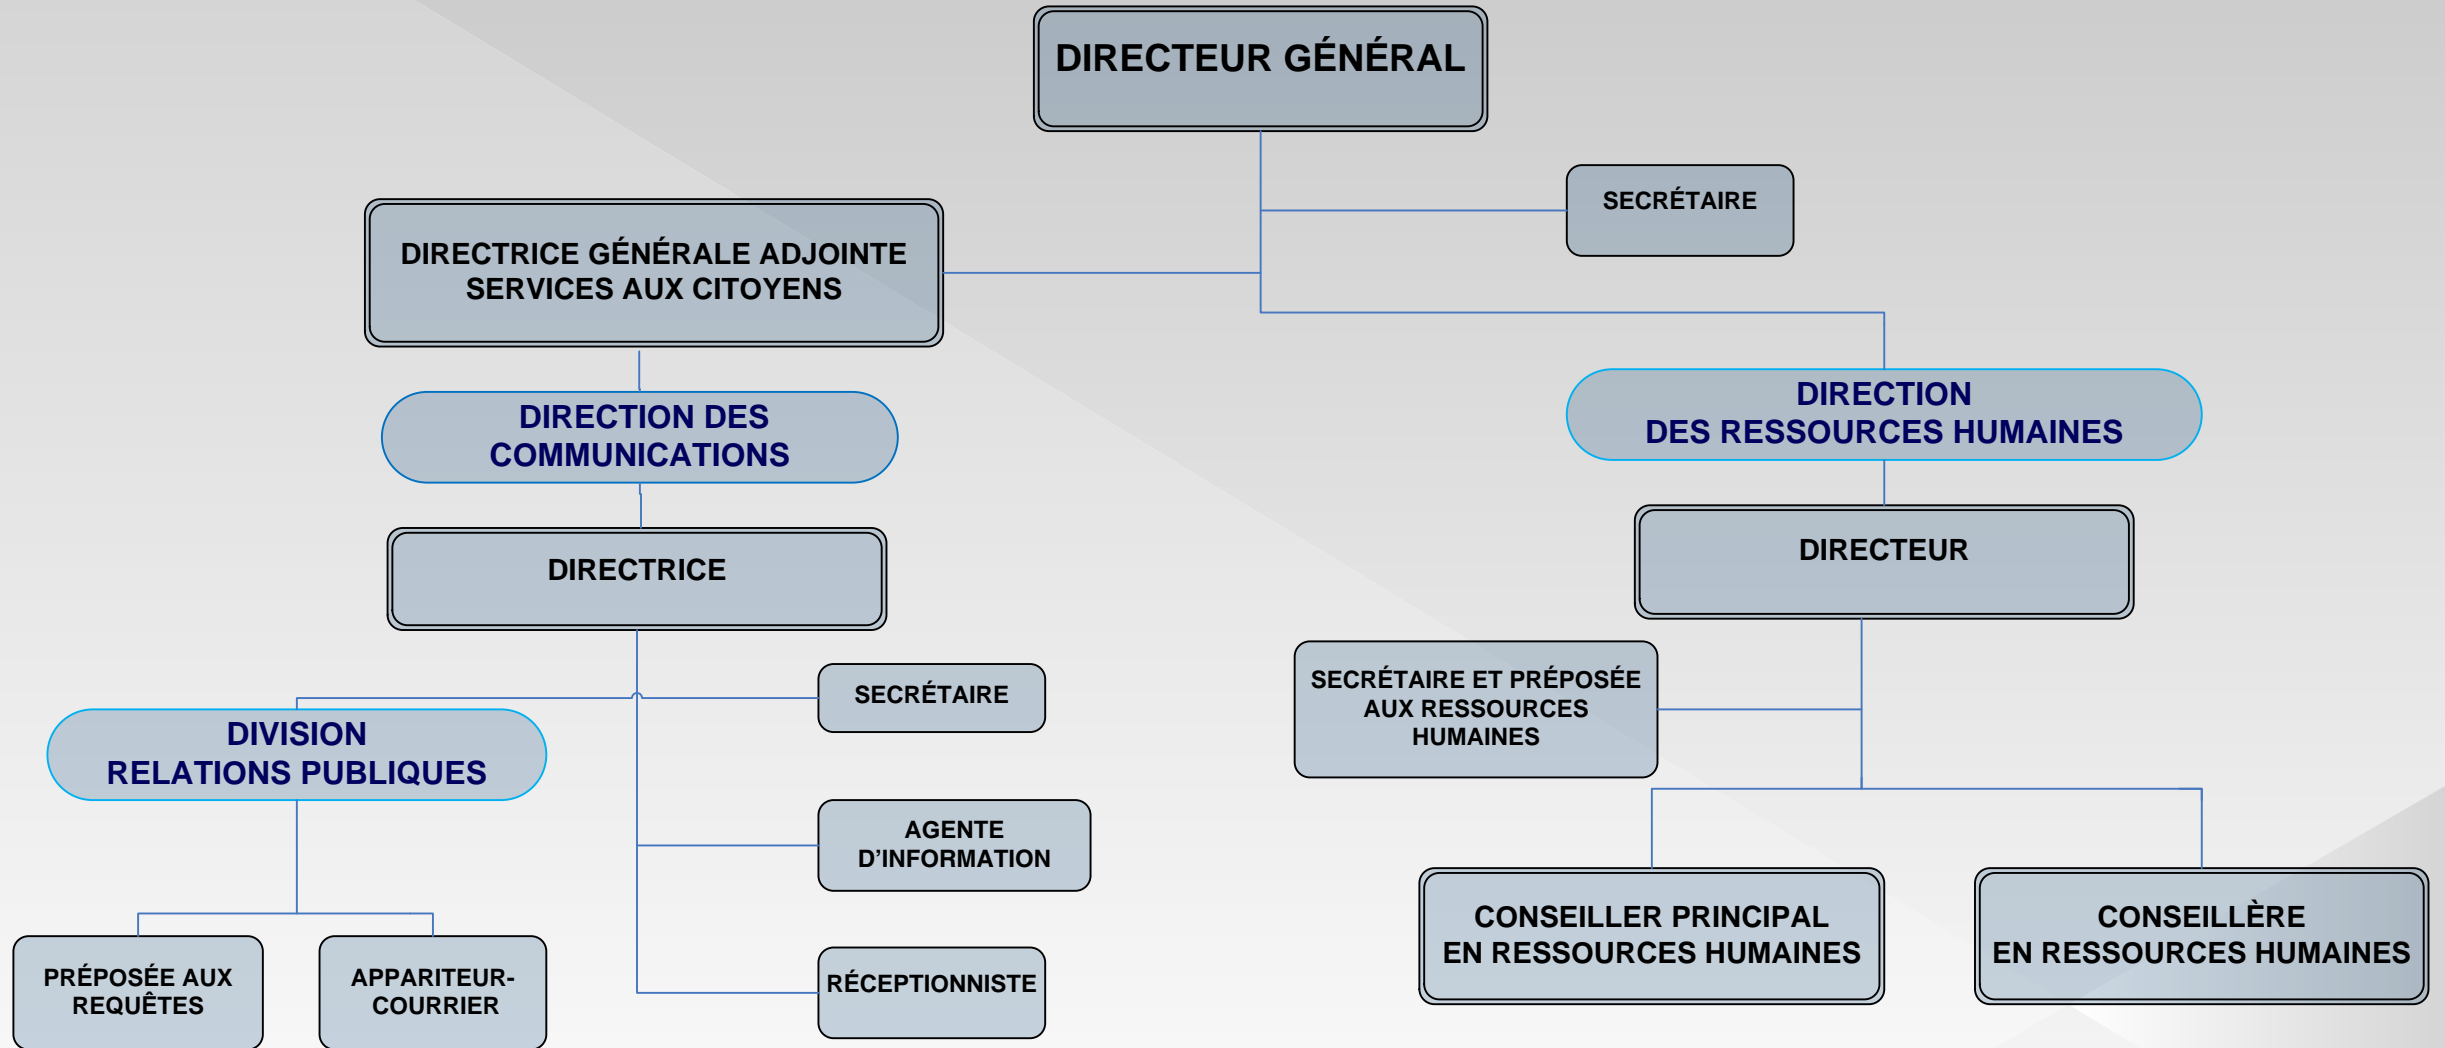 DIRECTEUR GÉNÉRAL
SECRÉTAIRE
DIRECTRICE GÉNÉRALE ADJOINTE
SERVICES AUX CITOYENS
DIRECTION DES
COMMUNICATIONS
DIRECTRICE
SECRÉTAIRE
DIVISION
RELATIONS PUBLIQUES
AGENTE
D’INFORMATION
RÉCEPTIONNISTE
PRÉPOSÉE AUX
REQUÊTES
APPARITEUR-
COURRIER
DIRECTION
DES RESSOURCES HUMAINES
DIRECTEUR
SECRÉTAIRE ET PRÉPOSÉE
AUX RESSOURCES
HUMAINES
CONSEILLER PRINCIPAL
EN RESSOURCES HUMAINES
CONSEILLÈRE
EN RESSOURCES HUMAINES